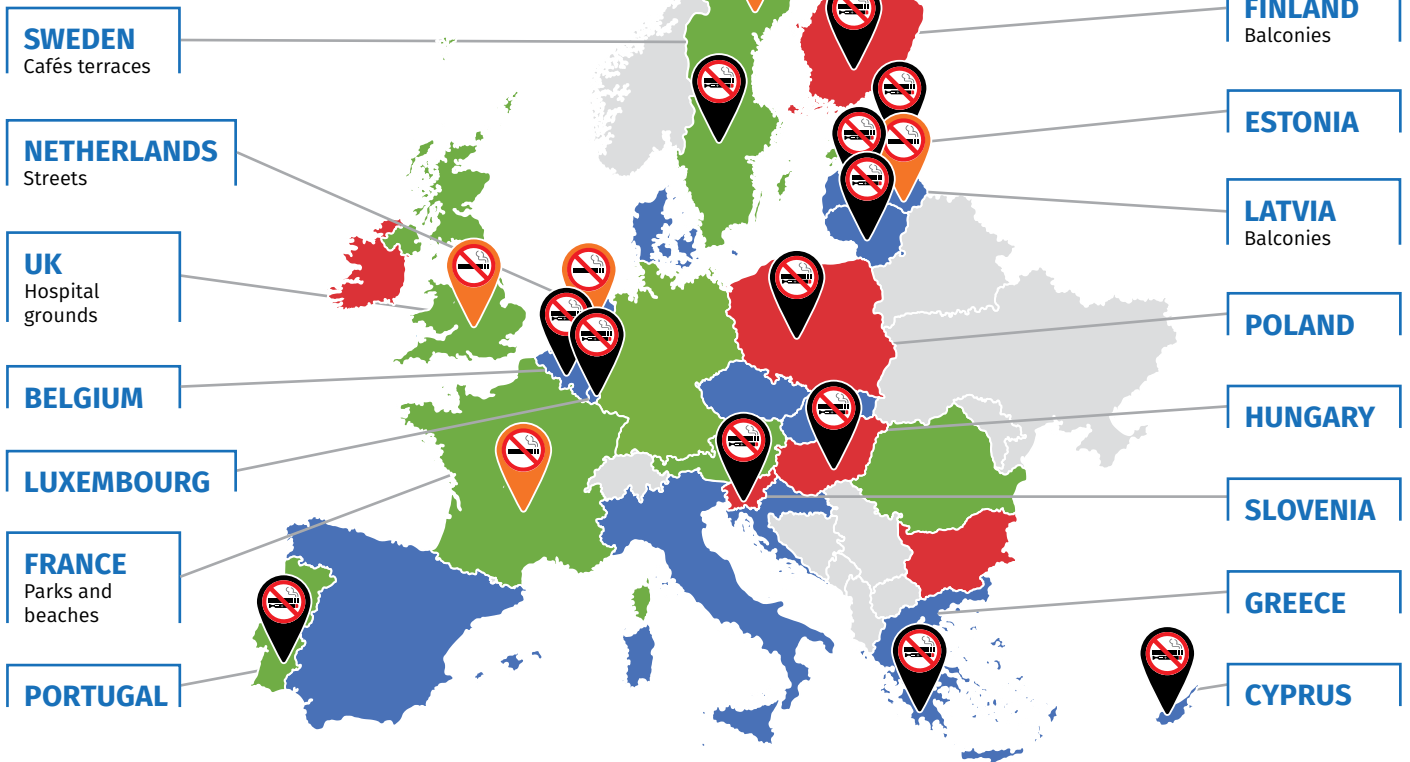 SWEDEN
Cafés terraces
NETHERLANDS
Streets
UK
Hospital
grounds
BELGIUM
LUXEMBOURG
FRANCE
Parks and
beaches
PORTUGAL
FINLAND
Balconies
ESTONIA
LATVIA
Balconies
POLAND
HUNGARY
SLOVENIA
GREECE
CYPRUS